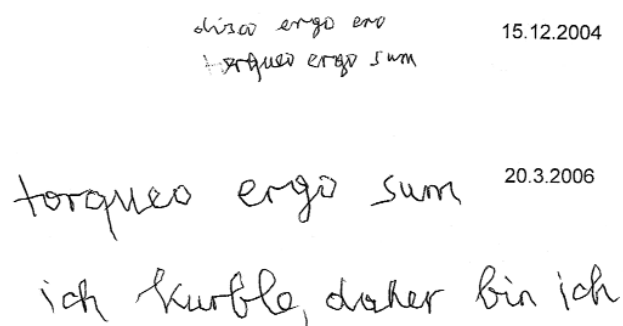 disco ergo ero 15.12.2004
torqueo ergo sum
torqueo ergo sum 20.3.2006
ich kurble, daher bin ich